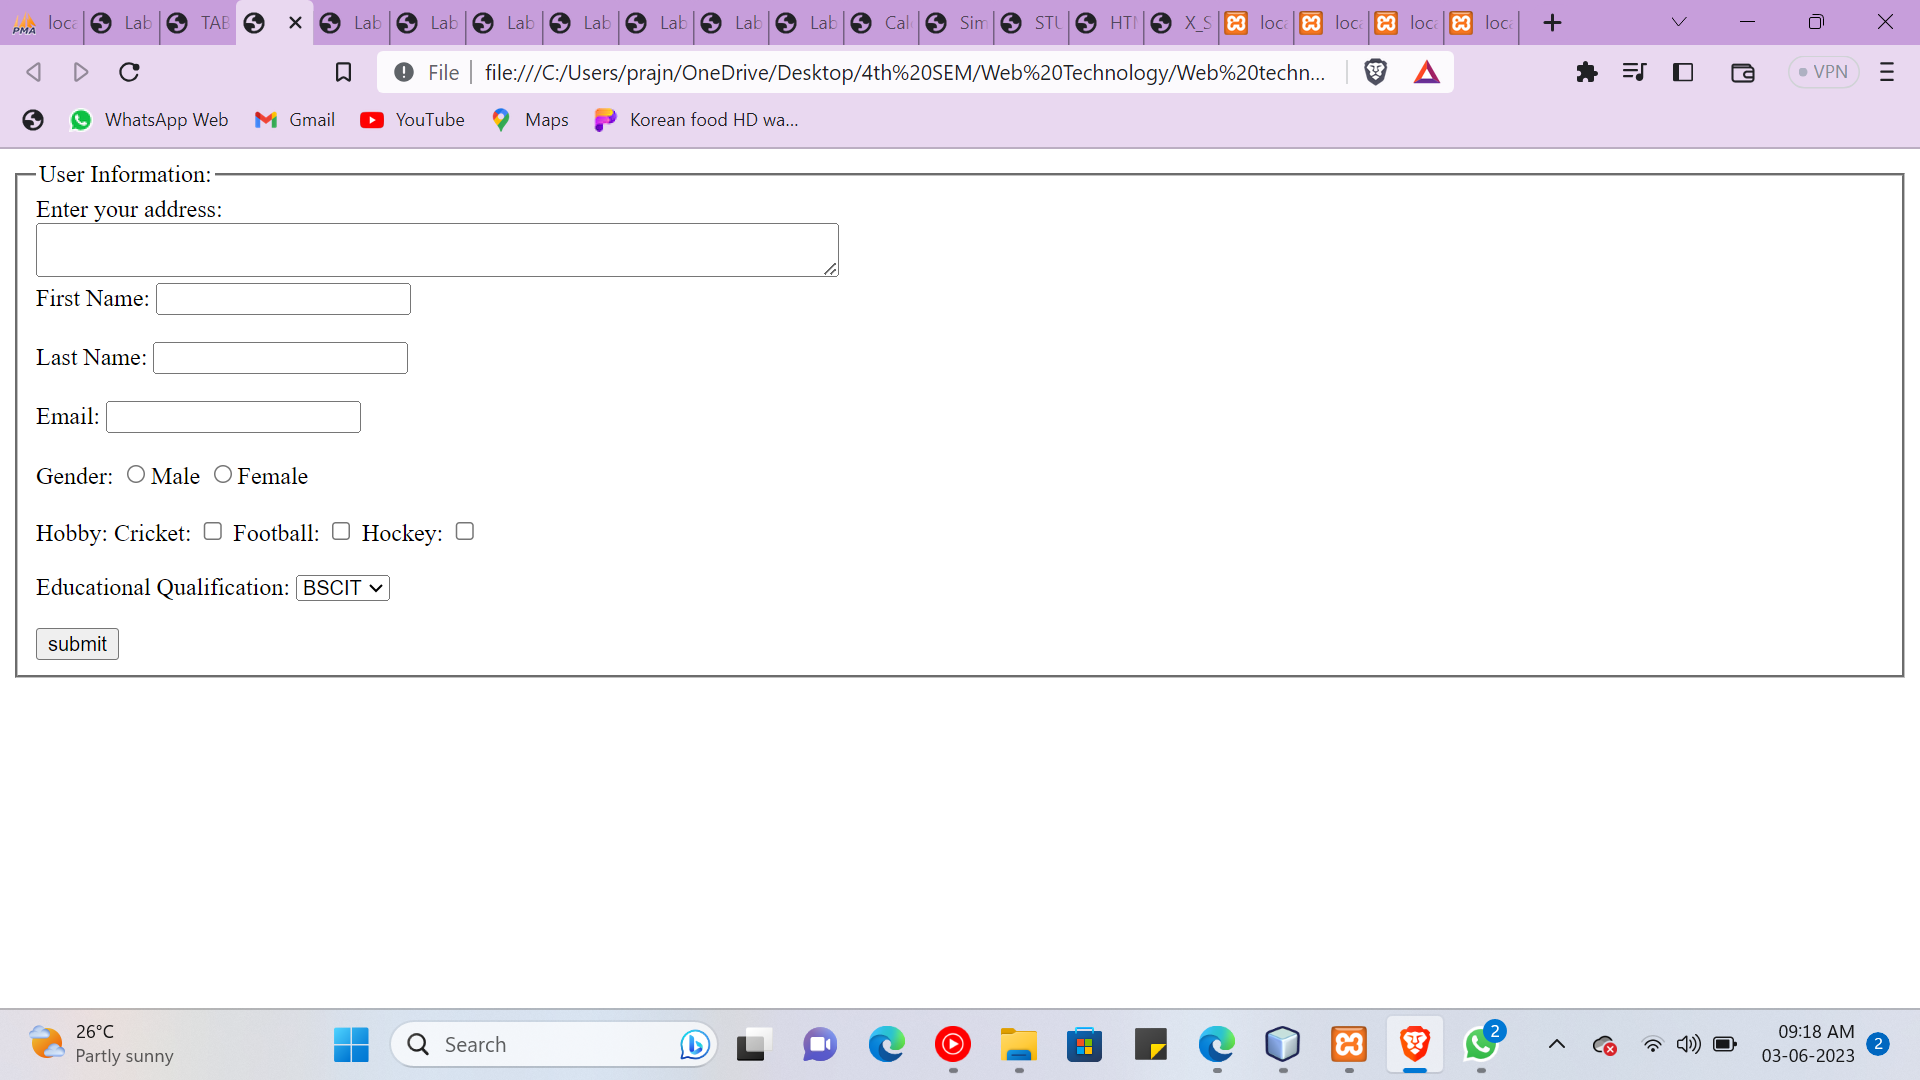 PMA loca Lab TAB Lab Lab Lab Lab Lab Lab Lab Calc Sim STU HTM X_S loca loca loca loca
File file:///C:/Users/prajn/OneDrive/Desktop/4th%20SEM/Web%20Technology/Web%20techn... VPN
WhatsApp Web Gmail YouTube Maps Korean food HD wa...
User Information:
Enter your address:
First Name:
Last Name:
Email:
Gender: Male Female
Hobby: Cricket: Football: Hockey:
Educational Qualification: BSCIT
submit
26°C
Partly sunny
Search
2
09:18 AM
03-06-2023
2